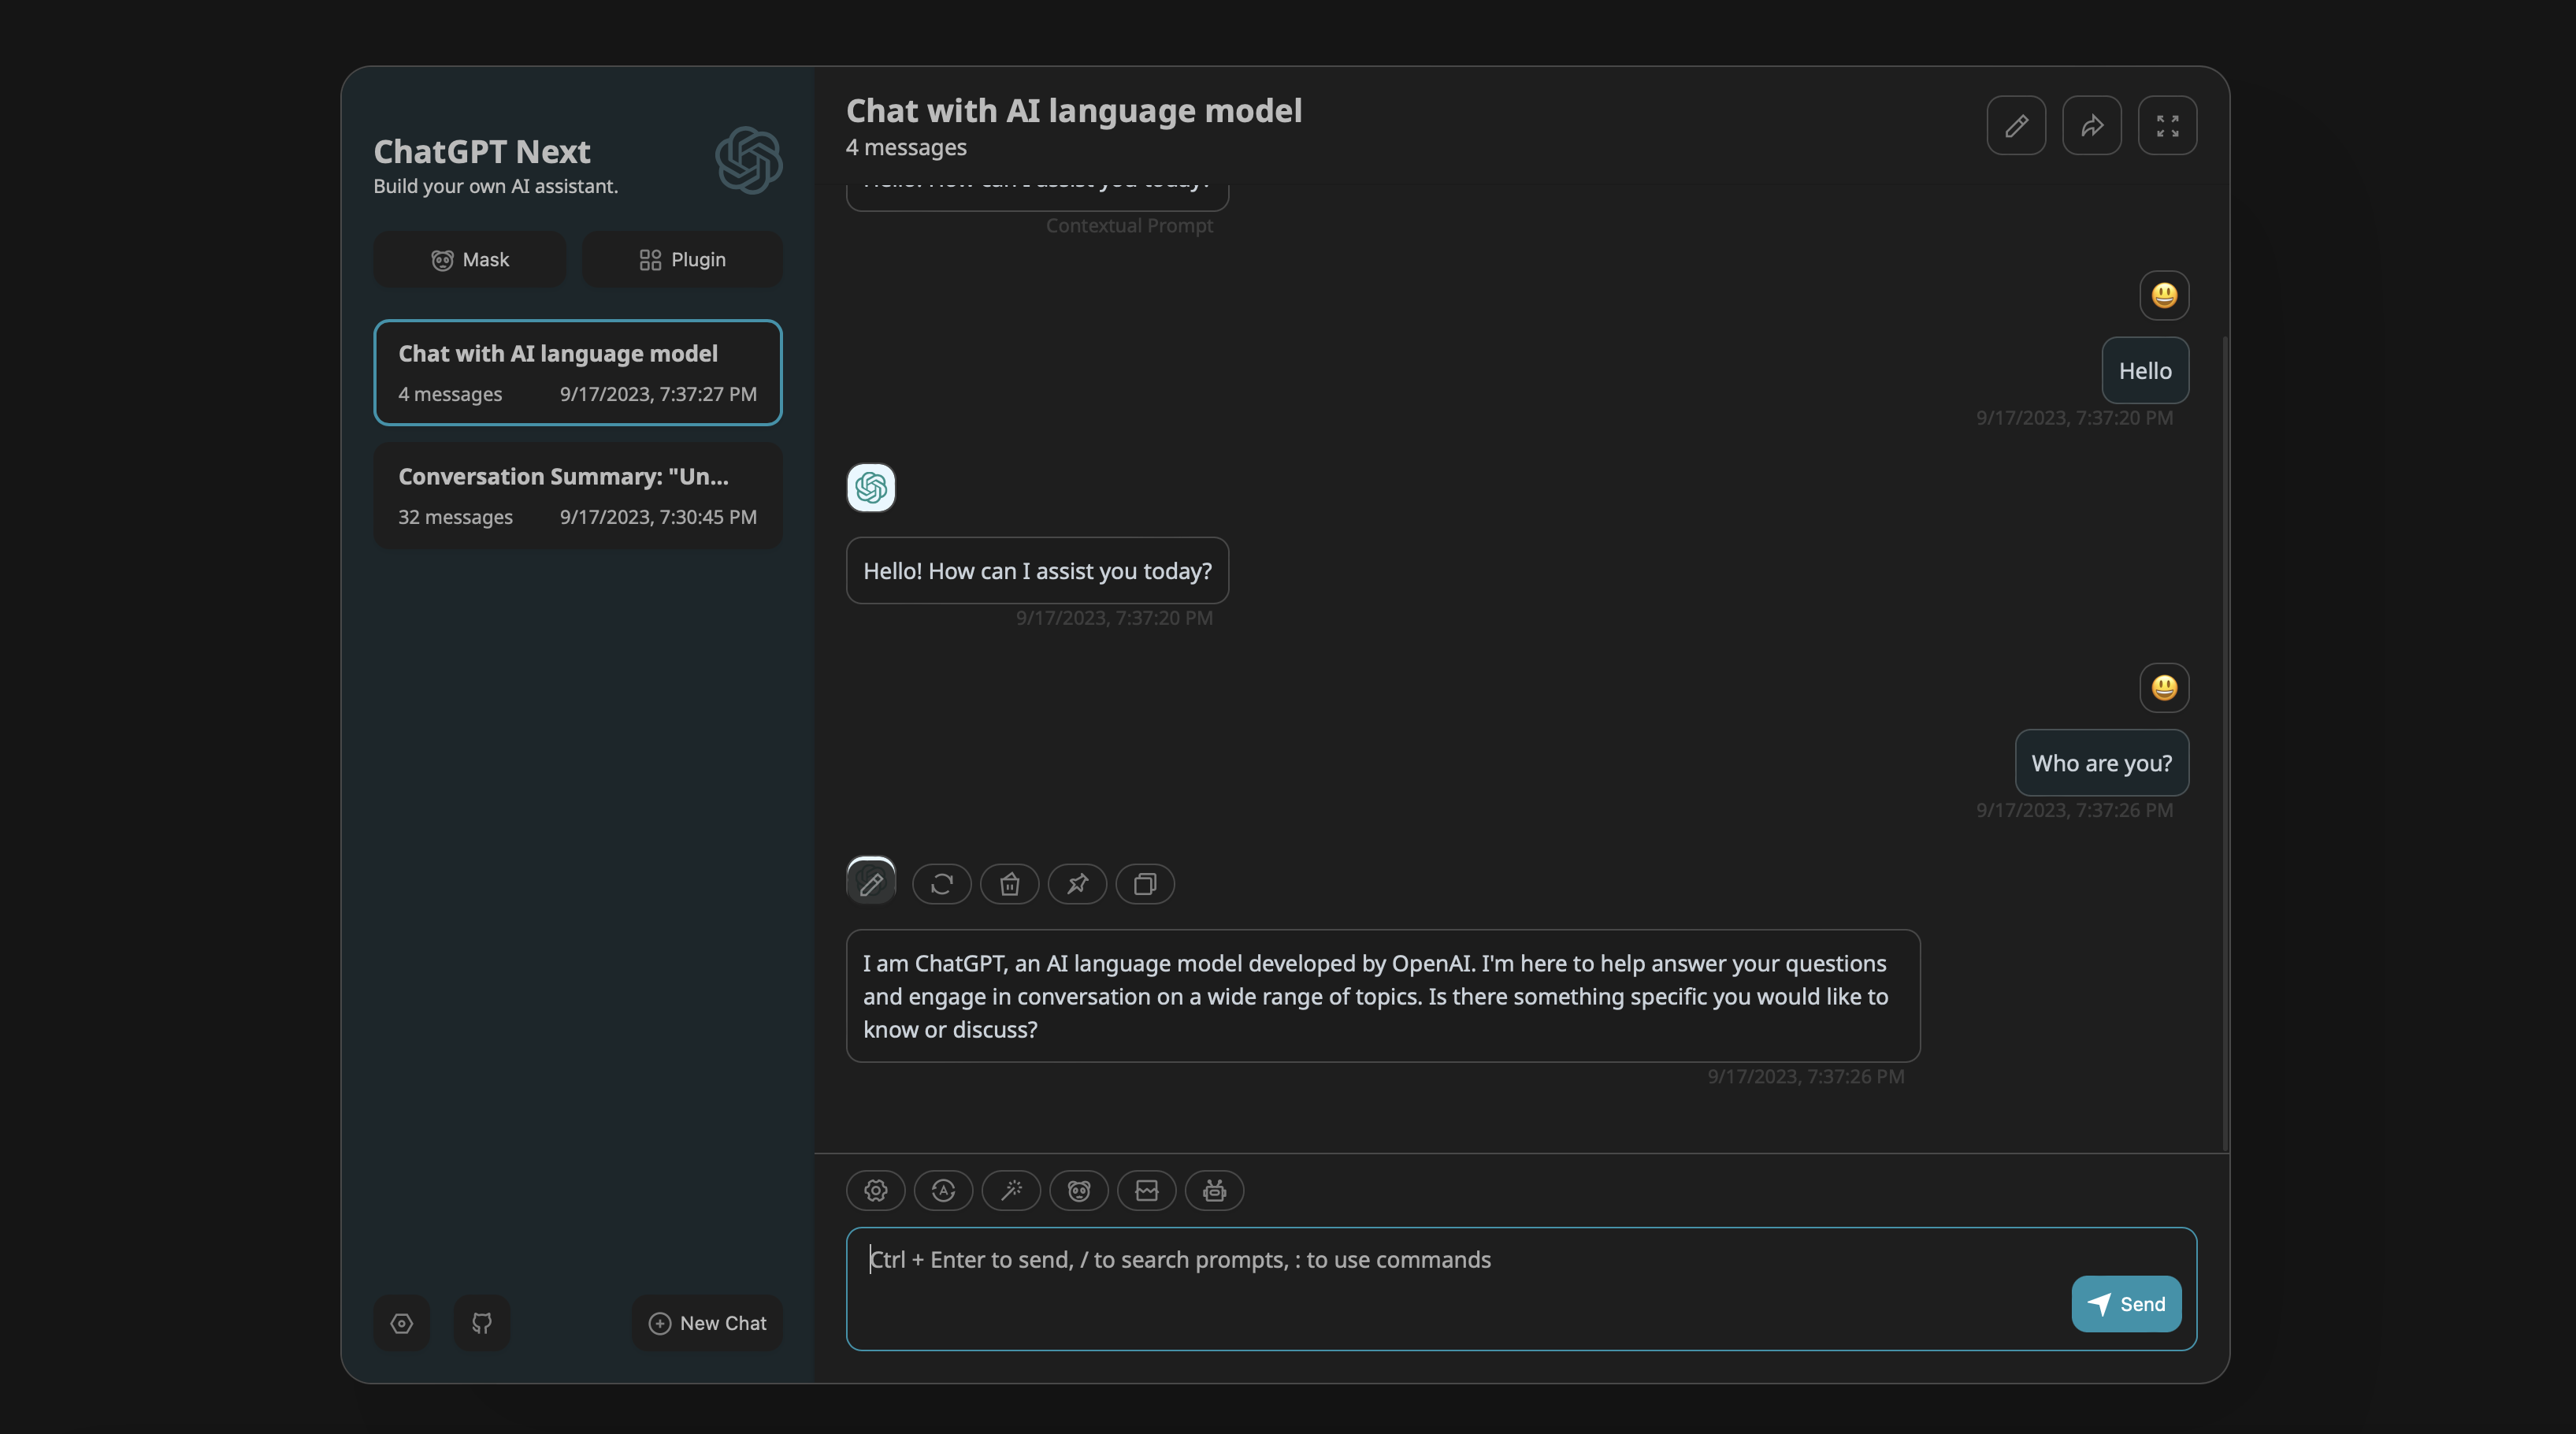 ChatGPT Next
Build your own AI assistant.
Mask
Plugin
Chat with AI language model
4 messages 9/17/2023, 7:37:27 PM
Conversation Summary: "Un...
32 messages 9/17/2023, 7:30:45 PM
New Chat
Chat with AI language model
4 messages
Hello! How can I assist you today?
Contextual Prompt
Hello
9/17/2023, 7:37:20 PM
Hello! How can I assist you today?
9/17/2023, 7:37:20 PM
Who are you?
9/17/2023, 7:37:26 PM
I am ChatGPT, an AI language model developed by OpenAI. I'm here to help answer your questions
and engage in conversation on a wide range of topics. Is there something specific you would like to
know or discuss?
9/17/2023, 7:37:26 PM
Ctrl + Enter to send, / to search prompts, : to use commands
Send